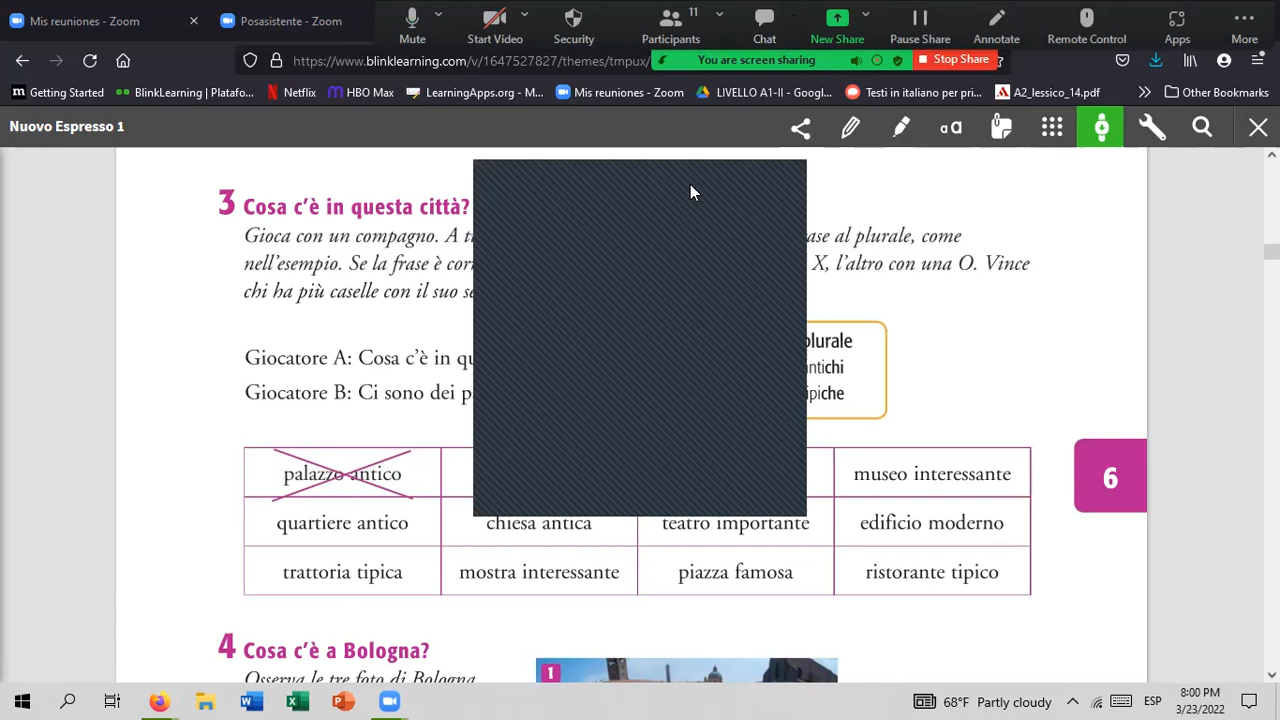 Mis reuniones - Zoom
Posasistente - Zoom
11
Mute
Start Video
Security
Participants
Chat
New Share
Pause Share
Annotate
Remote Control
Apps
More
https://www.blinklearning.com/v/1647527827/themes/tmpux/
You are screen sharing
Stop Share
Getting Started
BlinkLearning | Platafo...
Netflix
HBO Max
LearningApps.org - M...
Mis reuniones - Zoom
LIVELLO A1-II - Googl...
Testi in italiano per pri...
A2_lessico_14.pdf
Other Bookmarks
Nuovo Espresso 1
aa
3 Cosa c'è in questa città?
Gioca con un compagno. A
ase al plurale, come
nell'esempio. Se la frase è
X, l'altro con una O. Vince
chi ha più caselle con il suo
Giocatore A: Cosa c'è in
plurale
antichi
Giocatore B: Ci sono dei
ipiche
palazzo antico
museo interessante
6
quartiere antico
chiesa antica
teatro importante
edificio moderno
trattoria tipica
mostra interessante
piazza famosa
ristorante tipico
4 Cosa c'è a Bologna?
1
Osserva le tre foto di Bologna
68°F Partly cloudy
ESP
8:00 PM
3/23/2022